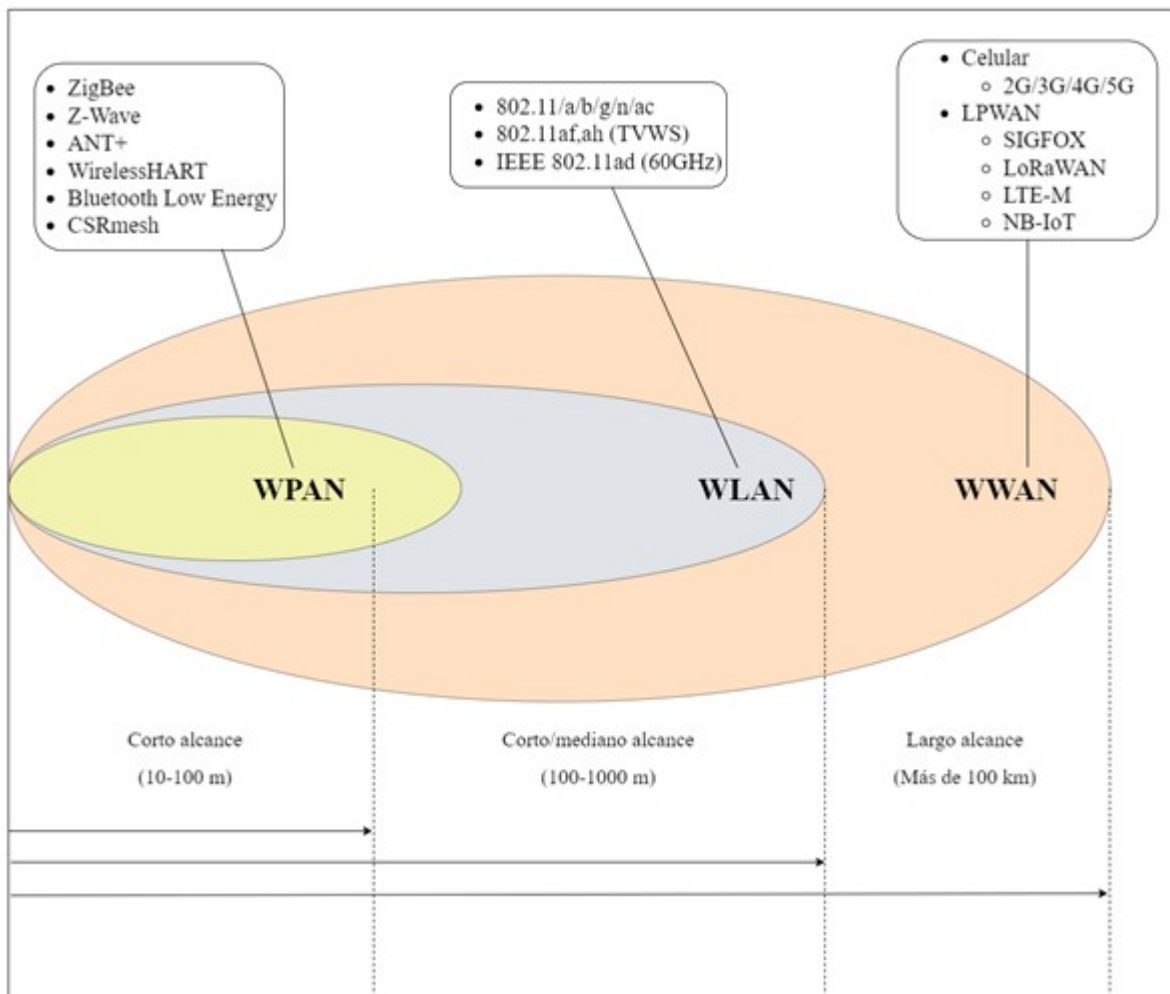 ZigBee
Z-Wave
ANT+
WirelessHART
Bluetooth Low Energy
CSRmesh
802.11/a/b/g/n/ac
802.11af,ah (TVWS)
IEEE 802.11ad (60GHz)
Celular
2G/3G/4G/5G
LPWAN
SIGFOX
LoRaWAN
LTE-M
NB-IoT
WPAN
WLAN
WWAN
Corto alcance
(10-100 m)
Corto/mediano alcance
(100-1000 m)
Largo alcance
(Más de 100 km)